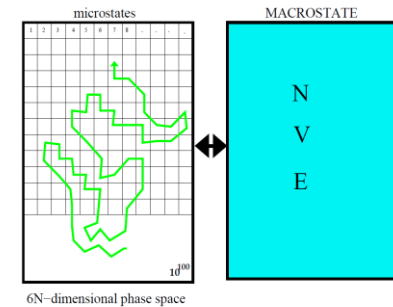 microstates
1 2 3 4 5 6 7 8 . . . .
10^100
6N−dimensional phase space
MACROSTATE
N
V
E